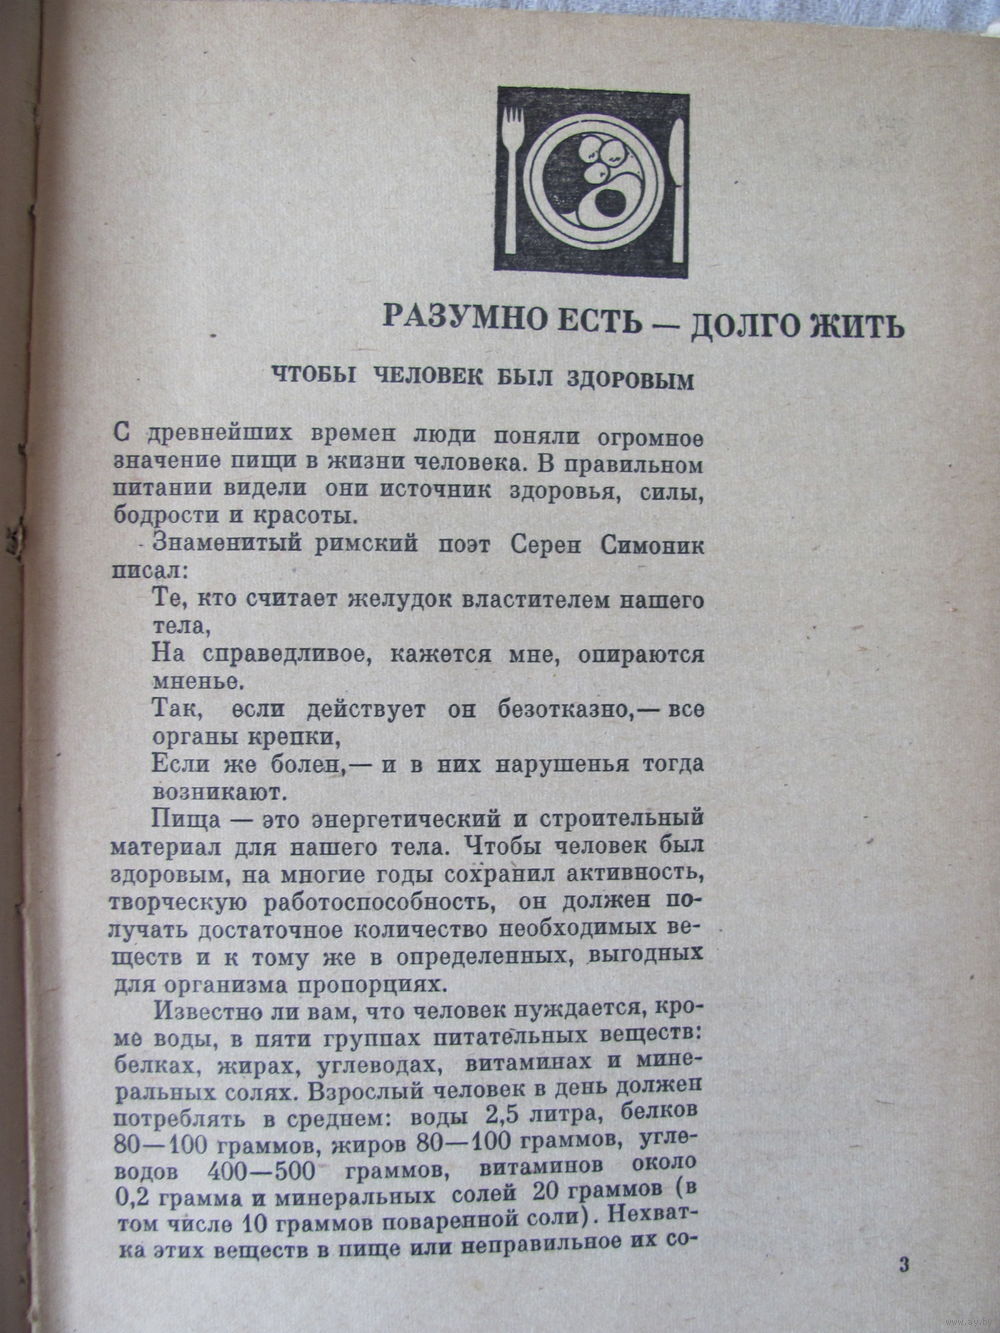 РАЗУМНО ЕСТЬ — ДОЛГО ЖИТЬ
ЧТОБЫ ЧЕЛОВЕК БЫЛ ЗДОРОВЫМ
С древнейших времен люди поняли огромное
значение пищи в жизни человека. В правильном
питании видели они источник здоровья, силы,
бодрости и красоты.
Знаменитый римский поэт Серен Симоник
писал:
Те, кто считает желудок властителем нашего
тела,
На справедливое, кажется мне, опираются
мненье.
Так, если действует он безотказно,— все
органы крепки,
Если же болен,— и в них нарушенья тогда
возникают.
Пища — это энергетический и строительный
материал для нашего тела. Чтобы человек был
здоровым, на многие годы сохранил активность,
творческую работоспособность, он должен по-
лучать достаточное количество необходимых ве-
ществ и к тому же в определенных, выгодных
для организма пропорциях.
Известно ли вам, что человек нуждается, кро-
ме воды, в пяти группах питательных веществ:
белках, жирах, углеводах, витаминах и мине-
ральных солях. Взрослый человек в день должен
потреблять в среднем: воды 2,5 литра, белков
80—100 граммов, жиров 80—100 граммов, угле-
водов 400—500 граммов, витаминов около
0,2 грамма и минеральных солей 20 граммов (в
том числе 10 граммов поваренной соли). Нехват-
ка этих веществ в пище или неправильное их со-
3
www.ay.by